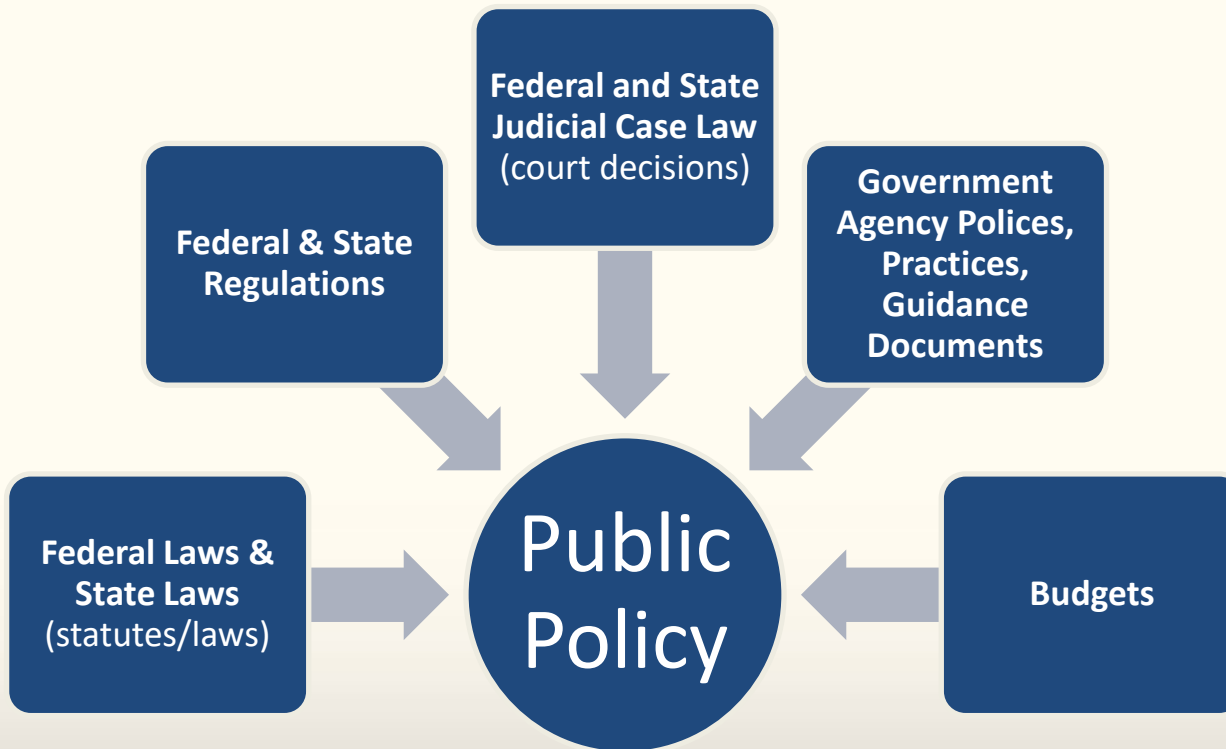 Federal and State
Judicial Case Law
(court decisions)
Federal & State
Regulations
Government
Agency Polices,
Practices,
Guidance
Documents
Federal Laws &
State Laws
(statutes/laws)
Public
Policy
Budgets